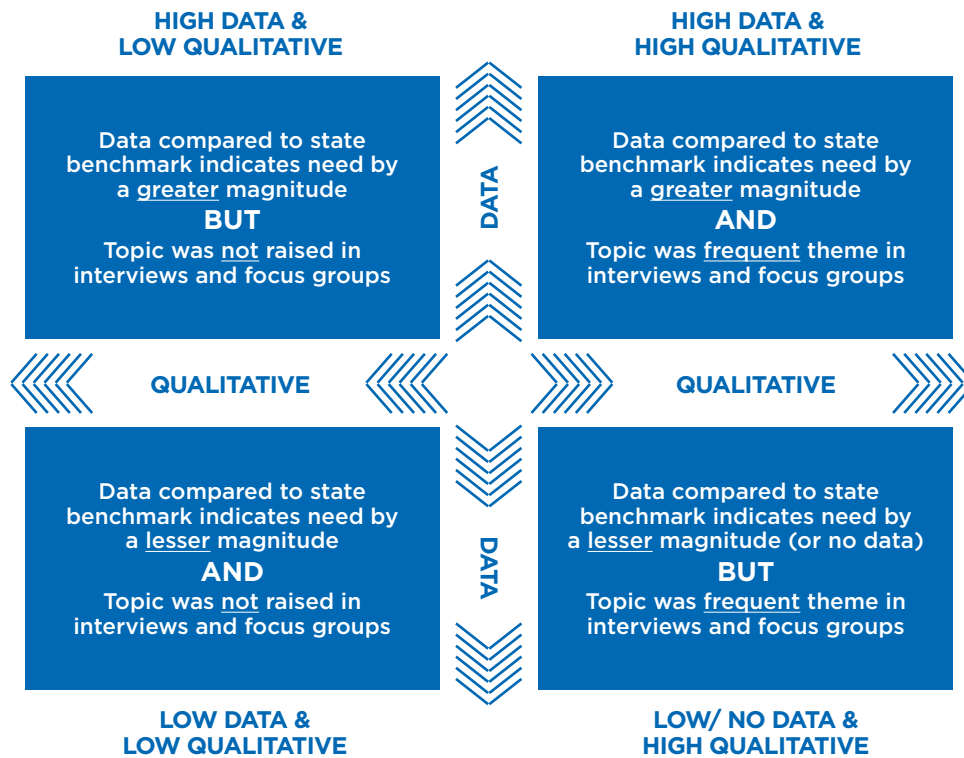 HIGH DATA &
LOW QUALITATIVE
HIGH DATA &
HIGH QUALITATIVE
Data compared to state
benchmark indicates need by
a greater magnitude
BUT
Topic was not raised in
interviews and focus groups
DATA
Data compared to state
benchmark indicates need by
a greater magnitude
AND
Topic was frequent theme in
interviews and focus groups
QUALITATIVE
QUALITATIVE
Data compared to state
benchmark indicates need by
a lesser magnitude
AND
Topic was not raised in
interviews and focus groups
DATA
Data compared to state
benchmark indicates need by
a lesser magnitude (or no data)
BUT
Topic was frequent theme in
interviews and focus groups
LOW DATA &
LOW QUALITATIVE
LOW/ NO DATA &
HIGH QUALITATIVE